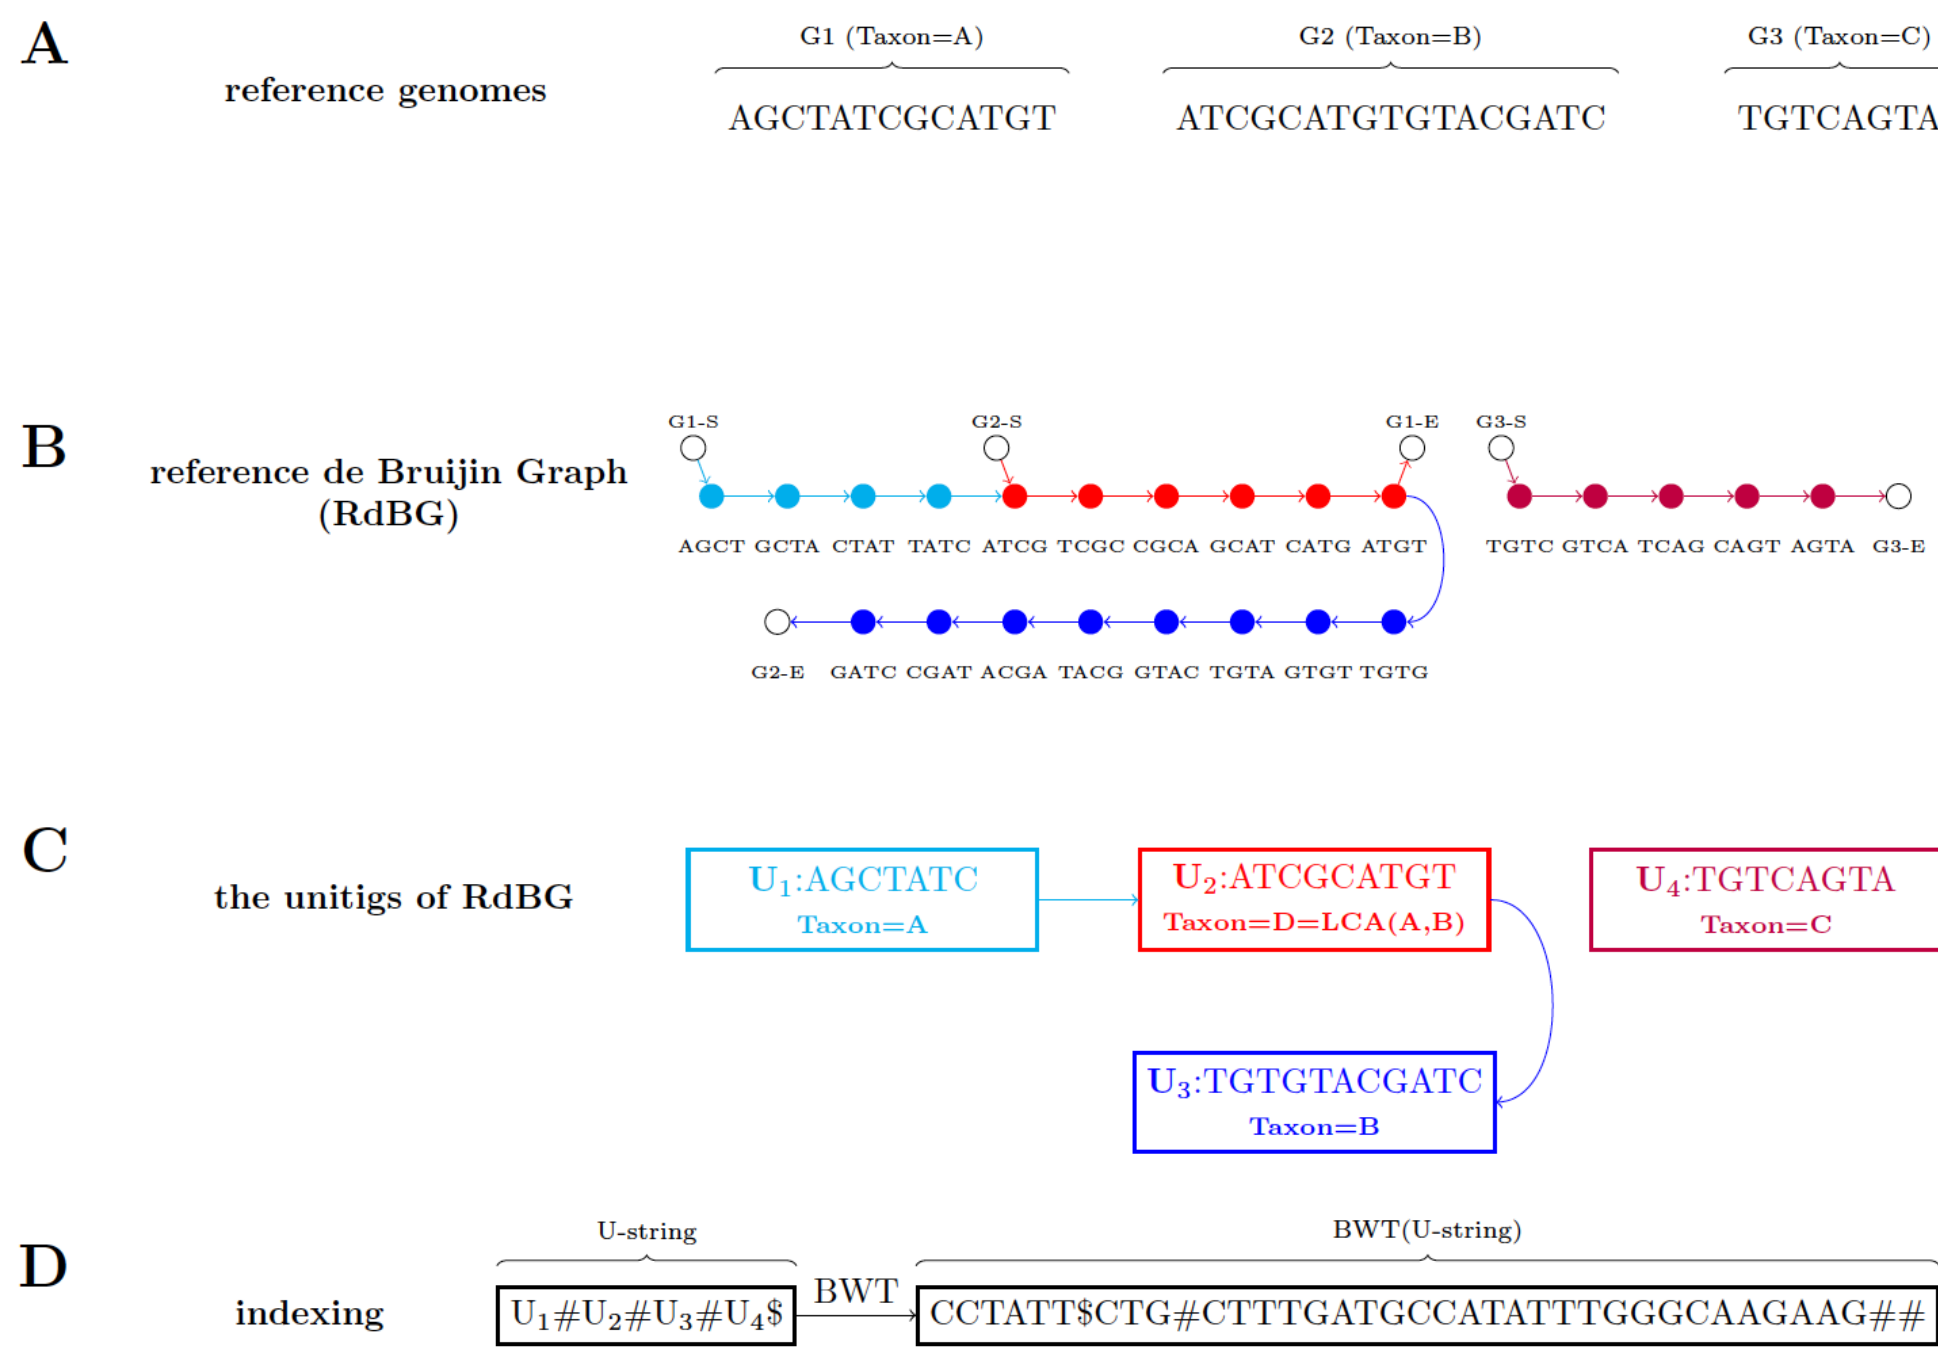 A
G1 (Taxon=A)
G2 (Taxon=B)
G3 (Taxon=C)
reference genomes
AGCTATCGCATGT
ATCGCATGTGTACGATC
TGTCAGTA
B
G1-S
G2-S
G1-E
G3-S
reference de Bruijin Graph
(RdBG)
AGCT GCTA CTAT TATC ATCG TCGC CGCA GCAT CATG ATGT
TGTC GTCA TCAG CAGT AGTA G3-E
G2-E GATC CGAT ACGA TACG GTAC TGTA GTGT TGTG
C
the unitigs of RdBG
U₁:AGCTATC
Taxon=A
U₂:ATCGCATGT
Taxon=D=LCA(A,B)
U₄:TGTCAGTA
Taxon=C
U₃:TGTGTACGATC
Taxon=B
D
U-string
BWT(U-string)
indexing
U₁#U₂#U₃#U₄$
BWT
CCTATT$CTG#CTTTGATGCCATATTTGGGCAAGAAG##